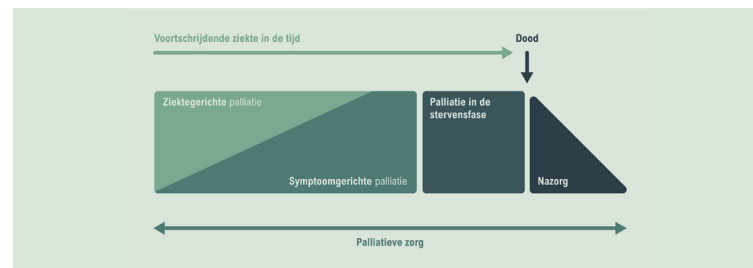 Voortschrijdende ziekte in de tijd
Dood
Ziektegerichte palliatie
Symptoomgerichte palliatie
Palliatie in de
stervensfase
Nazorg
Palliatieve zorg